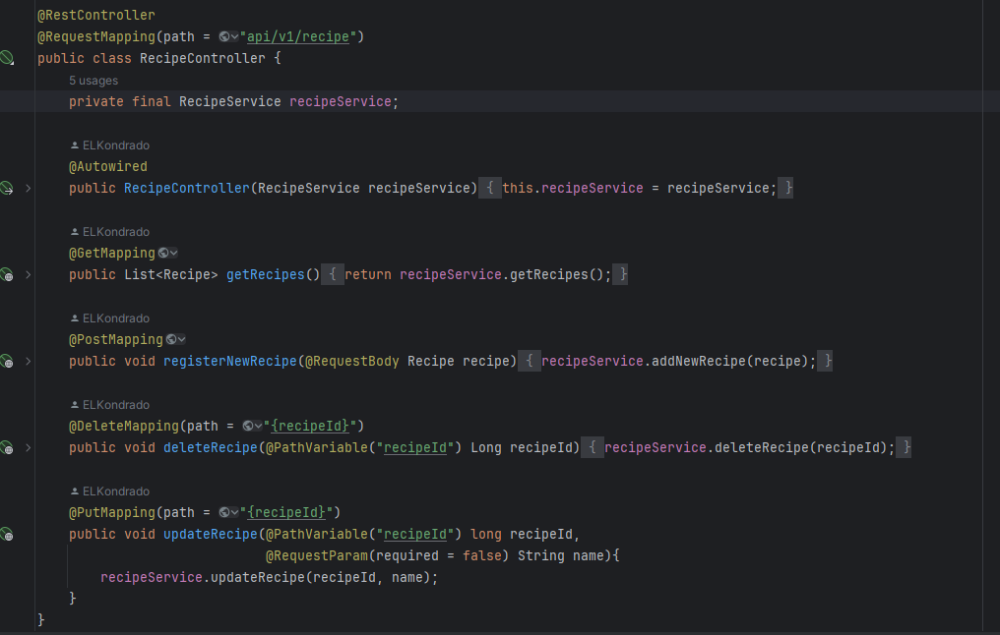 @RestController
@RequestMapping(path = "api/v1/recipe")
public class RecipeController {
5 usages
private final RecipeService recipeService;
ELKondrado
@Autowired
public RecipeController(RecipeService recipeService) { this.recipeService = recipeService; }
ELKondrado
@GetMapping
public List<Recipe> getRecipes() { return recipeService.getRecipes(); }
ELKondrado
@PostMapping
public void registerNewRecipe(@RequestBody Recipe recipe) { recipeService.addNewRecipe(recipe); }
ELKondrado
@DeleteMapping(path = "{recipeId}")
public void deleteRecipe(@PathVariable("recipeId") Long recipeId) { recipeService.deleteRecipe(recipeId); }
ELKondrado
@PutMapping(path = "{recipeId}")
public void updateRecipe(@PathVariable("recipeId") long recipeId,
@RequestParam(required = false) String name){
recipeService.updateRecipe(recipeId, name);
}
}